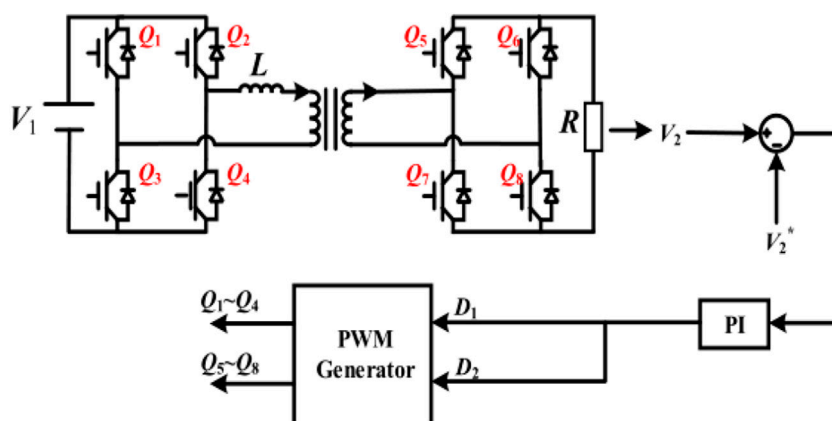 Q1 Q2 Q5 Q6
L
V1 R V2 + -
Q3 Q4 Q7 Q8
V2*
Q1~Q4 D1 PI
PWM
Generator
Q5~Q8 D2